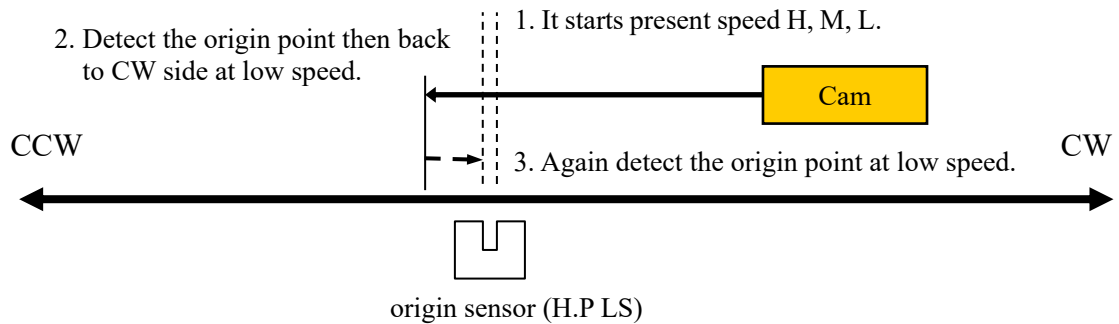 1. It starts present speed H, M, L.
2. Detect the origin point then back
to CW side at low speed.
Cam
CCW
CW
3. Again detect the origin point at low speed.
origin sensor (H.P LS)